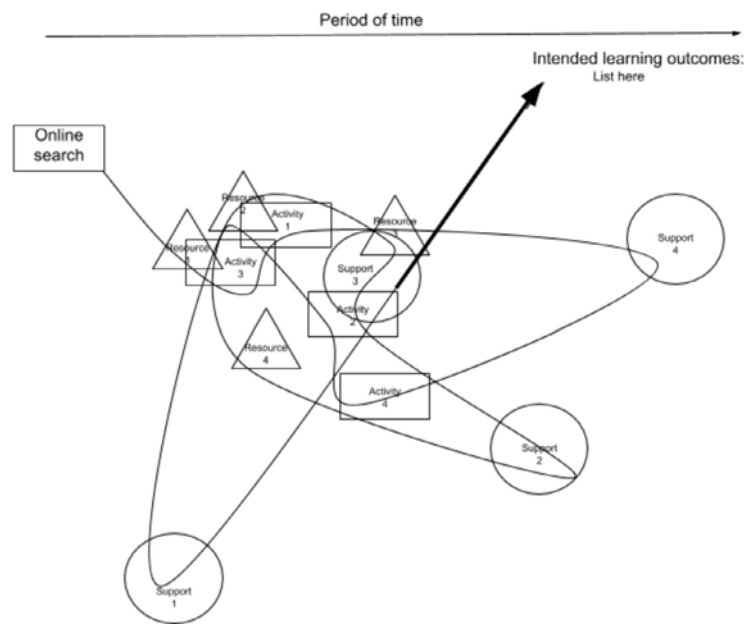 Period of time
Intended learning outcomes:
List here
Online
search
Resource
2
Activity
1
Resource
3
Resource
1
Activity
3
Support
3
Support
4
Activity
2
Resource
4
Activity
4
Support
2
Support
1